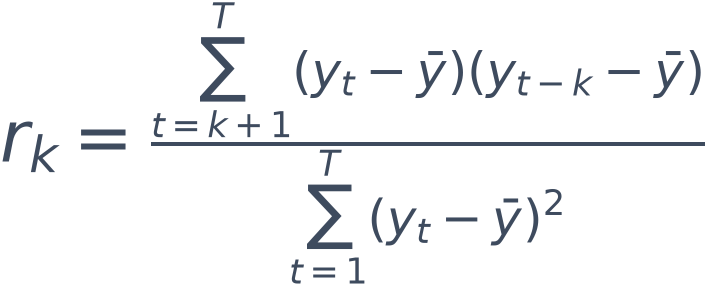 r_k = \frac{\sum_{t=k+1}^{T} (y_t - \bar{y})(y_{t-k} - \bar{y})}{\sum_{t=1}^{T} (y_t - \bar{y})^2}